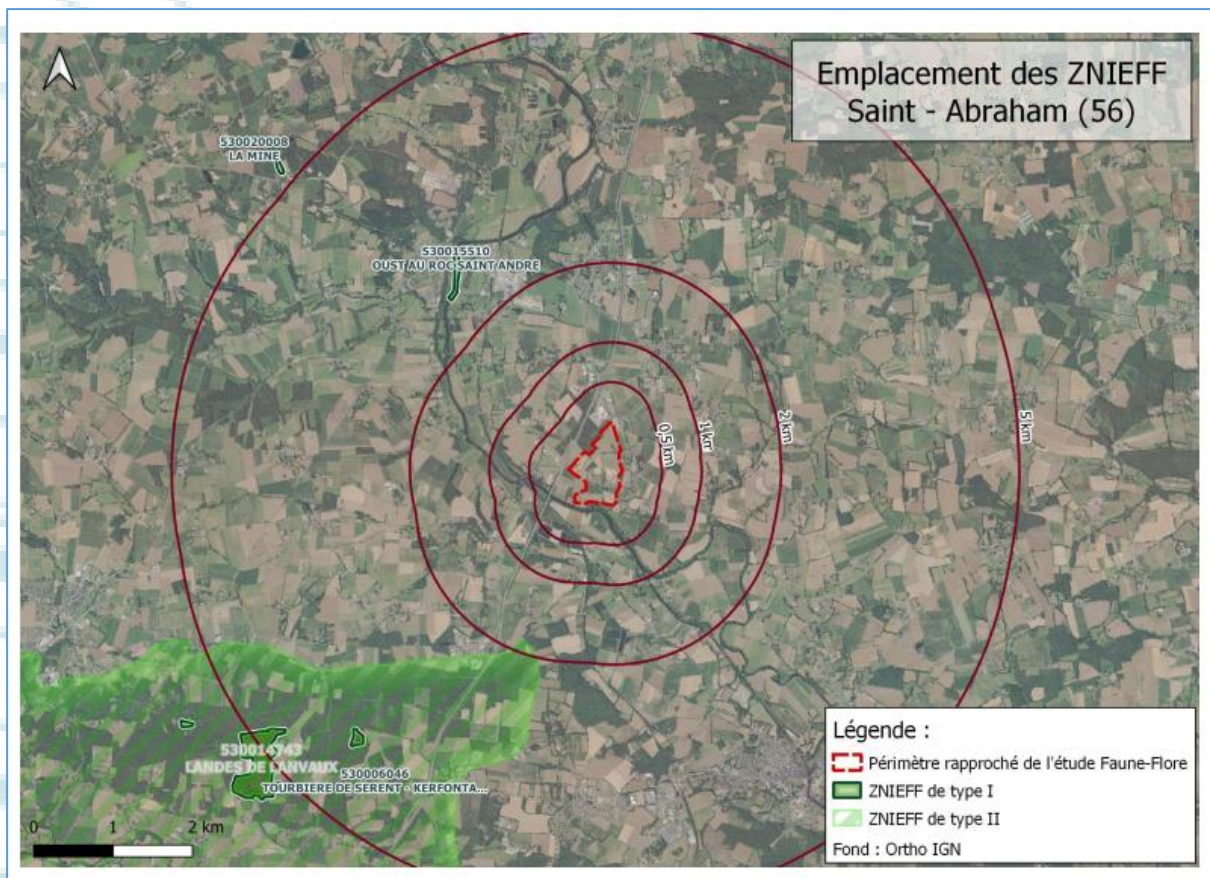 Emplacement des ZNIEFF
Saint - Abraham (56)
530020008
LA MINE
530015510
OUST AU ROC SAINT ANDRE
0,5 km
1 km
2 km
5 km
530014743
LANDES DE LANVAUX
530006046
TOURBIERE DE SERENT - KERFONTA...
0 1 2 km
Légende :
Périmètre rapproché de l'étude Faune-Flore
ZNIEFF de type I
ZNIEFF de type II
Fond : Ortho IGN